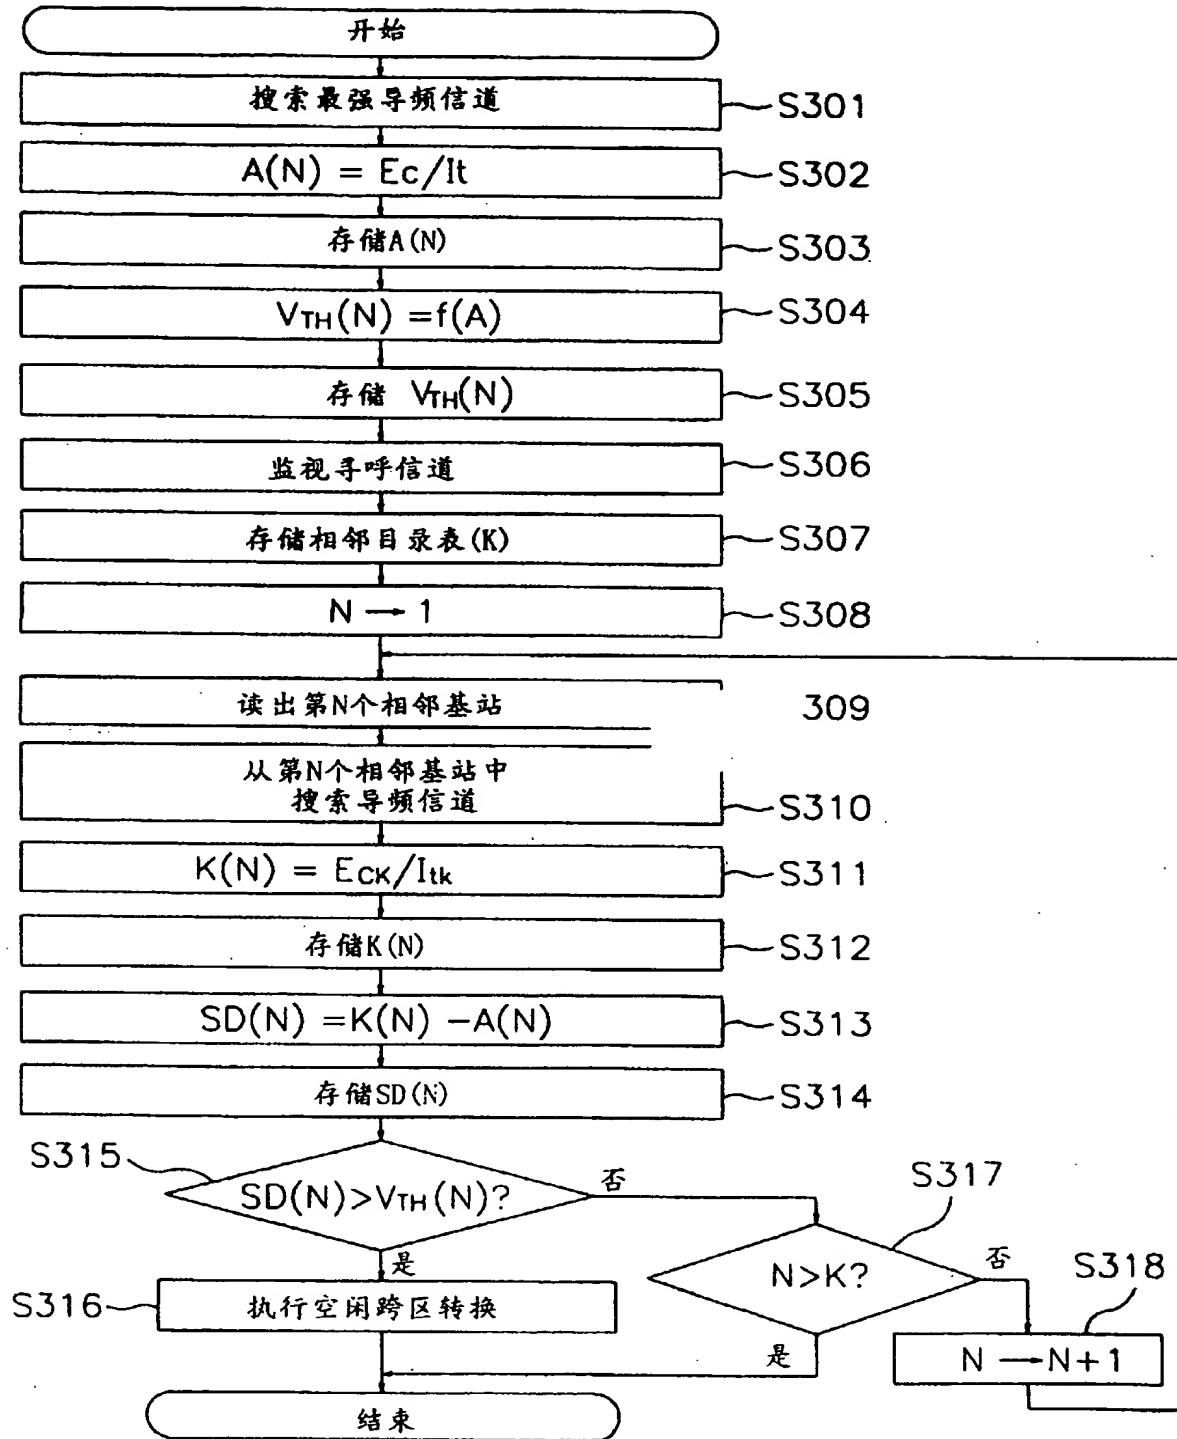 开始
搜索最强导频信道
S301
A(N) = Ec/It
S302
存储A(N)
S303
VTH(N) =f(A)
S304
存储 VTH(N)
S305
监视寻呼信道
S306
存储相邻目录表(K)
S307
N → 1
S308
读出第N个相邻基站
309
从第N个相邻基站中
搜索导频信道
S310
K(N) = ECK/Itk
S311
存储K(N)
S312
SD(N) =K(N) -A(N)
S313
存储SD(N)
S314
S315
SD(N)>VTH(N)?
否
S317
是
N>K?
否
S318
S316
执行空闲跨区转换
是
N → N+1
结束